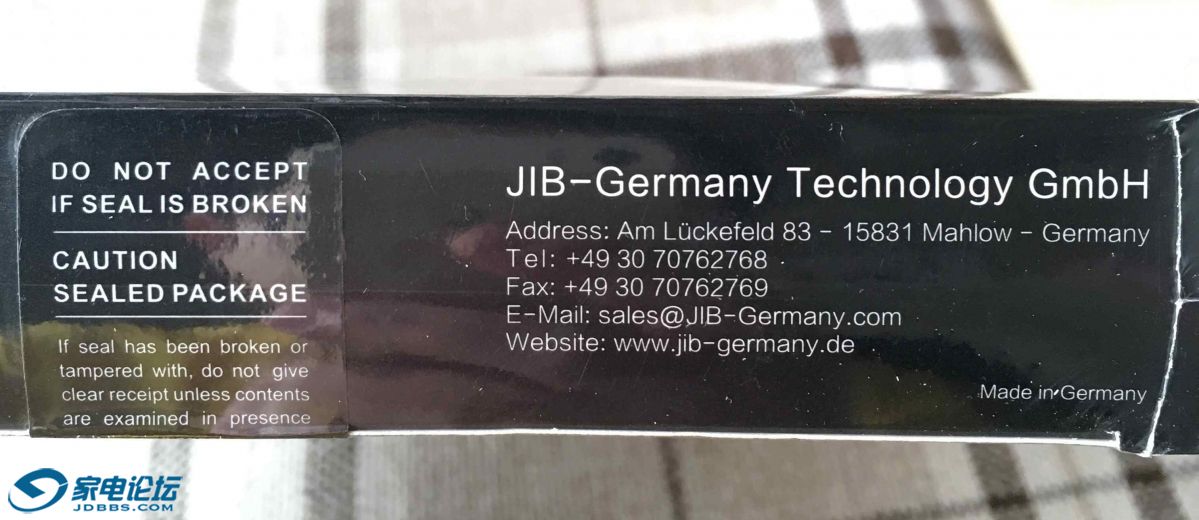 DO NOT ACCEPT
IF SEAL IS BROKEN
CAUTION
SEALED PACKAGE
If seal has been broken or
tampered with, do not give
clear receipt unless contents
are examined in presence
JIB-Germany Technology GmbH
Address: Am Lückefeld 83 - 15831 Mahlow - Germany
Tel: +49 30 70762768
Fax: +49 30 70762769
E-Mail: sales@JIB-Germany.com
Website: www.jib-germany.de
Made in Germany
家电论坛
JDBBS.COM